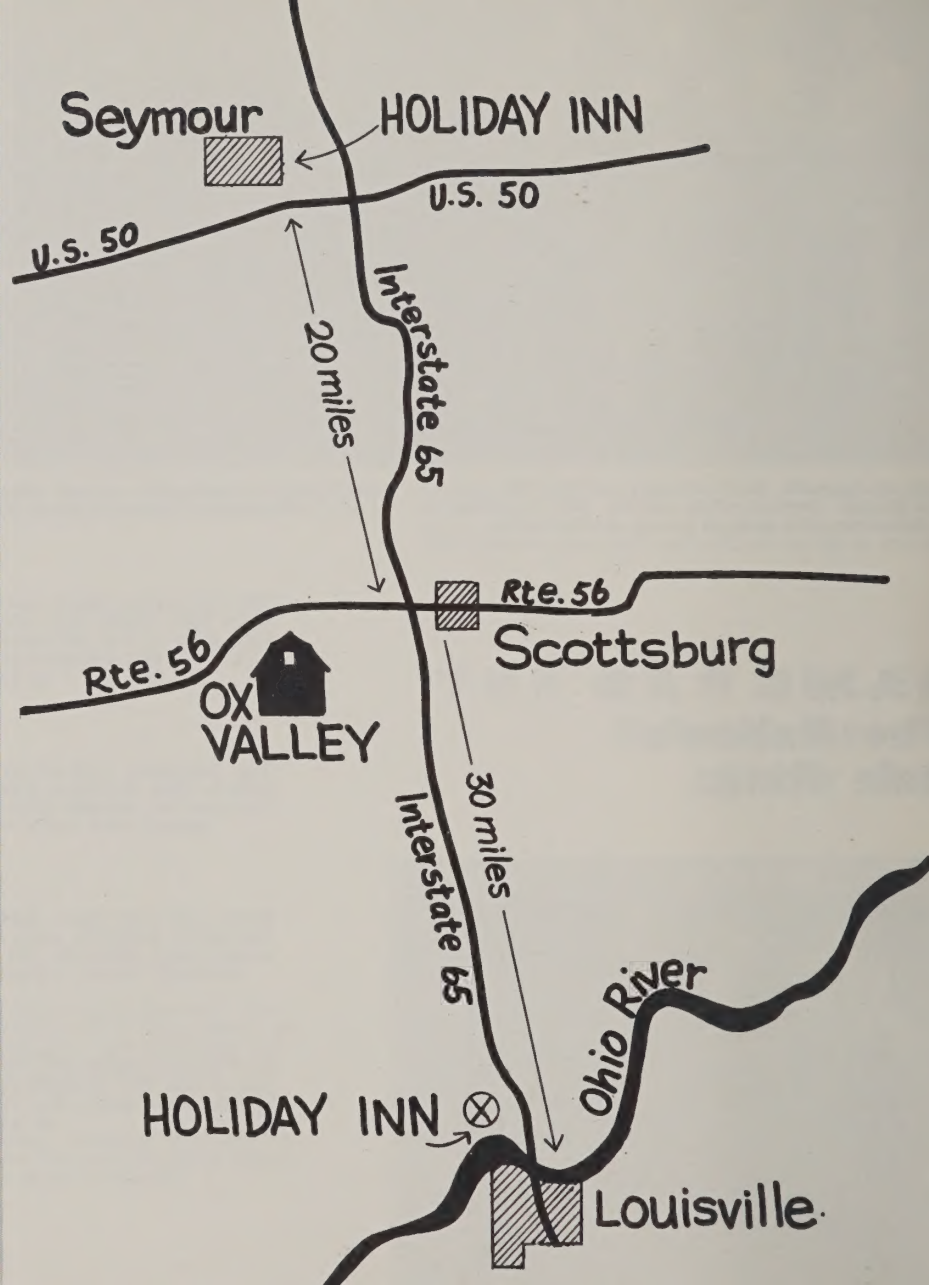 Seymour
HOLIDAY INN
U.S. 50
U.S. 50
Interstate 65
20 miles
Rte. 56
Scottsburg
Rte. 56
OX
VALLEY
30 miles
Interstate 65
Ohio River
HOLIDAY INN
Louisville.